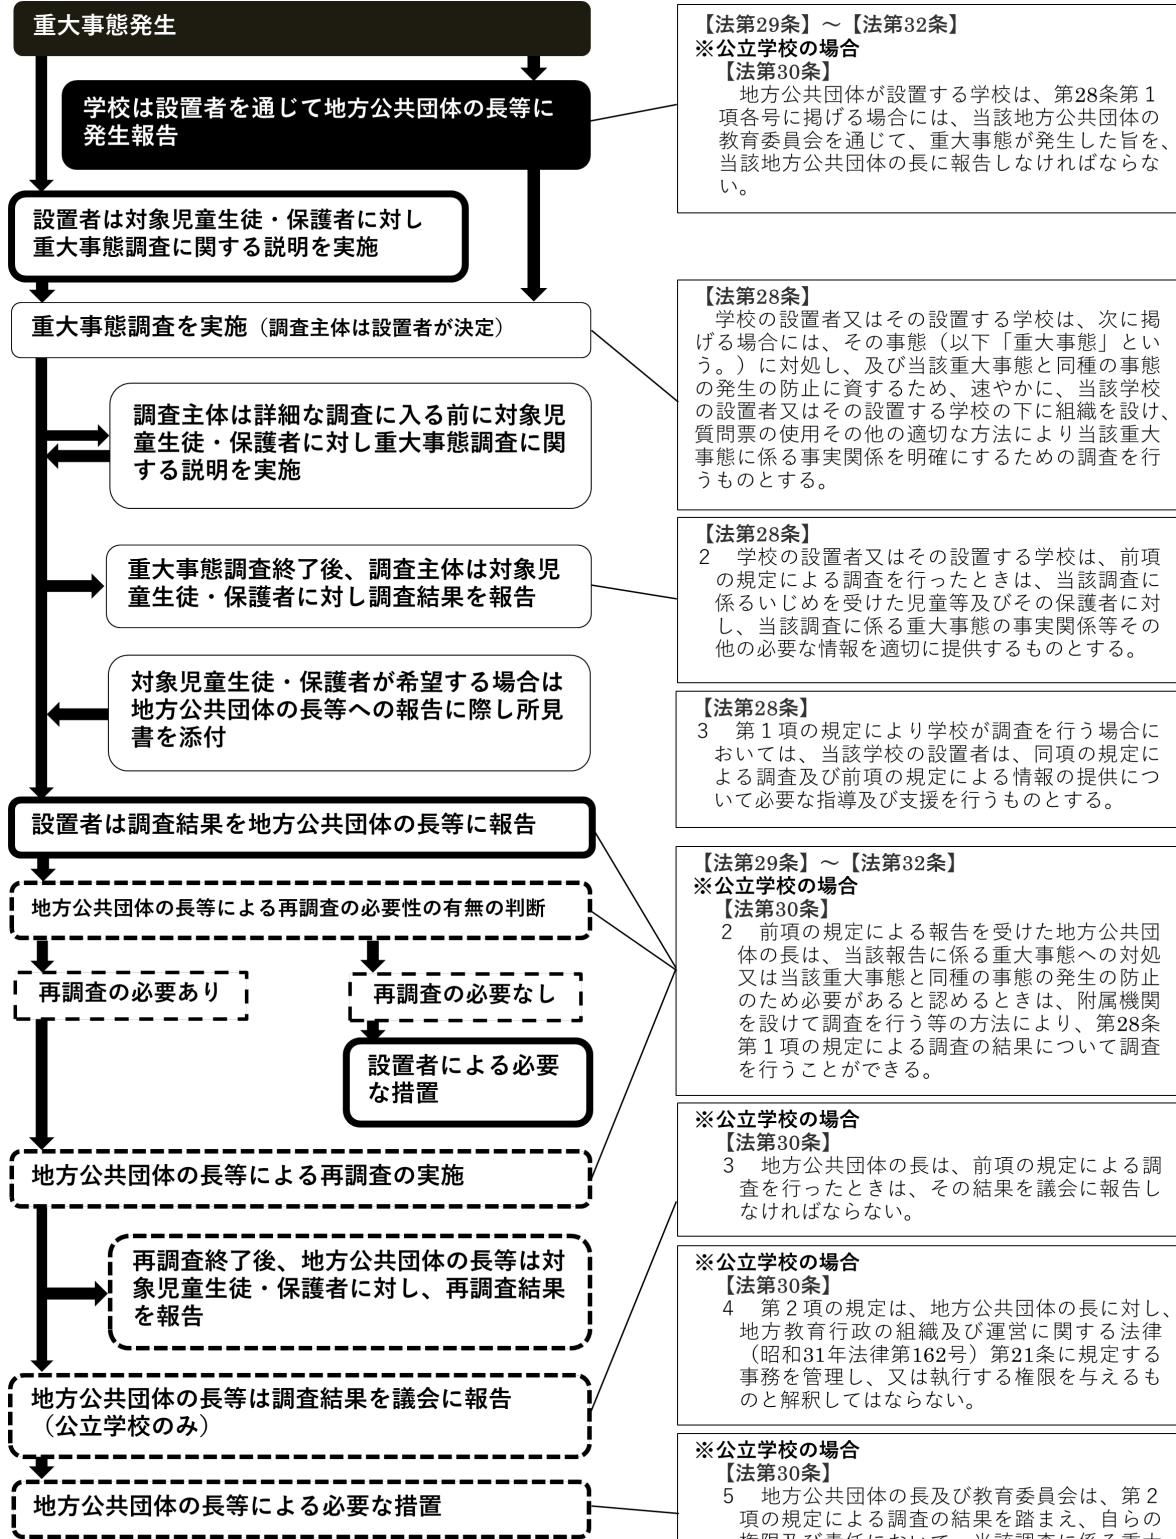 重大事態発生
学校は設置者を通じて地方公共団体の長等に
発生報告
設置者は対象児童生徒・保護者に対し
重大事態調査に関する説明を実施
重大事態調査を実施（調査主体は設置者が決定）
調査主体は詳細な調査に入る前に対象児
童生徒・保護者に対し重大事態調査に関
する説明を実施
重大事態調査終了後、調査主体は対象児
童生徒・保護者に対し調査結果を報告
対象児童生徒・保護者が希望する場合は
地方公共団体の長等への報告に際し所見
書を添付
設置者は調査結果を地方公共団体の長等に報告
地方公共団体の長等による再調査の必要性の有無の判断
再調査の必要あり
再調査の必要なし
設置者による必要
な措置
地方公共団体の長等による再調査の実施
再調査終了後、地方公共団体の長等は対
象児童生徒・保護者に対し、再調査結果
を報告
地方公共団体の長等は調査結果を議会に報告
（公立学校のみ）
地方公共団体の長等による必要な措置
【法第29条】～【法第32条】
※公立学校の場合
【法第30条】
地方公共団体が設置する学校は、第28条第１
項各号に掲げる場合には、当該地方公共団体の
教育委員会を通じて、重大事態が発生した旨を、
当該地方公共団体の長に報告しなければならな
い。
【法第28条】
学校の設置者又はその設置する学校は、次に掲
げる場合には、その事態（以下「重大事態」とい
う。）に対処し、及び当該重大事態と同種の事態
の発生の防止に資するため、速やかに、当該学校
の設置者又はその設置する学校の下に組織を設け、
質問票の使用その他の適切な方法により当該重大
事態に係る事実関係を明確にするための調査を行
うものとする。
【法第28条】
２　学校の設置者又はその設置する学校は、前項
の規定による調査を行ったときは、当該調査に
係るいじめを受けた児童等及びその保護者に対
し、当該調査に係る重大事態の事実関係等その
他の必要な情報を適切に提供するものとする。
【法第28条】
３　第１項の規定により学校が調査を行う場合に
おいては、当該学校の設置者は、同項の規定に
よる調査及び前項の規定による情報の提供につ
いて必要な指導及び支援を行うものとする。
【法第29条】～【法第32条】
※公立学校の場合
【法第30条】
２　前項の規定による報告を受けた地方公共団
体の長は、当該報告に係る重大事態への対処
又は当該重大事態と同種の事態の発生の防止
のため必要があると認めるときは、附属機関
を設けて調査を行う等の方法により、第28条
第１項の規定による調査の結果について調査
を行うことができる。
※公立学校の場合
【法第30条】
３　地方公共団体の長は、前項の規定による調
査を行ったときは、その結果を議会に報告し
なければならない。
※公立学校の場合
【法第30条】
４　第２項の規定は、地方公共団体の長に対し、
地方教育行政の組織及び運営に関する法律
（昭和31年法律第162号）第21条に規定する
事務を管理し、又は執行する権限を与えるも
のと解釈してはならない。
※公立学校の場合
【法第30条】
５　地方公共団体の長及び教育委員会は、第２
項の規定による調査の結果を踏まえ、自らの